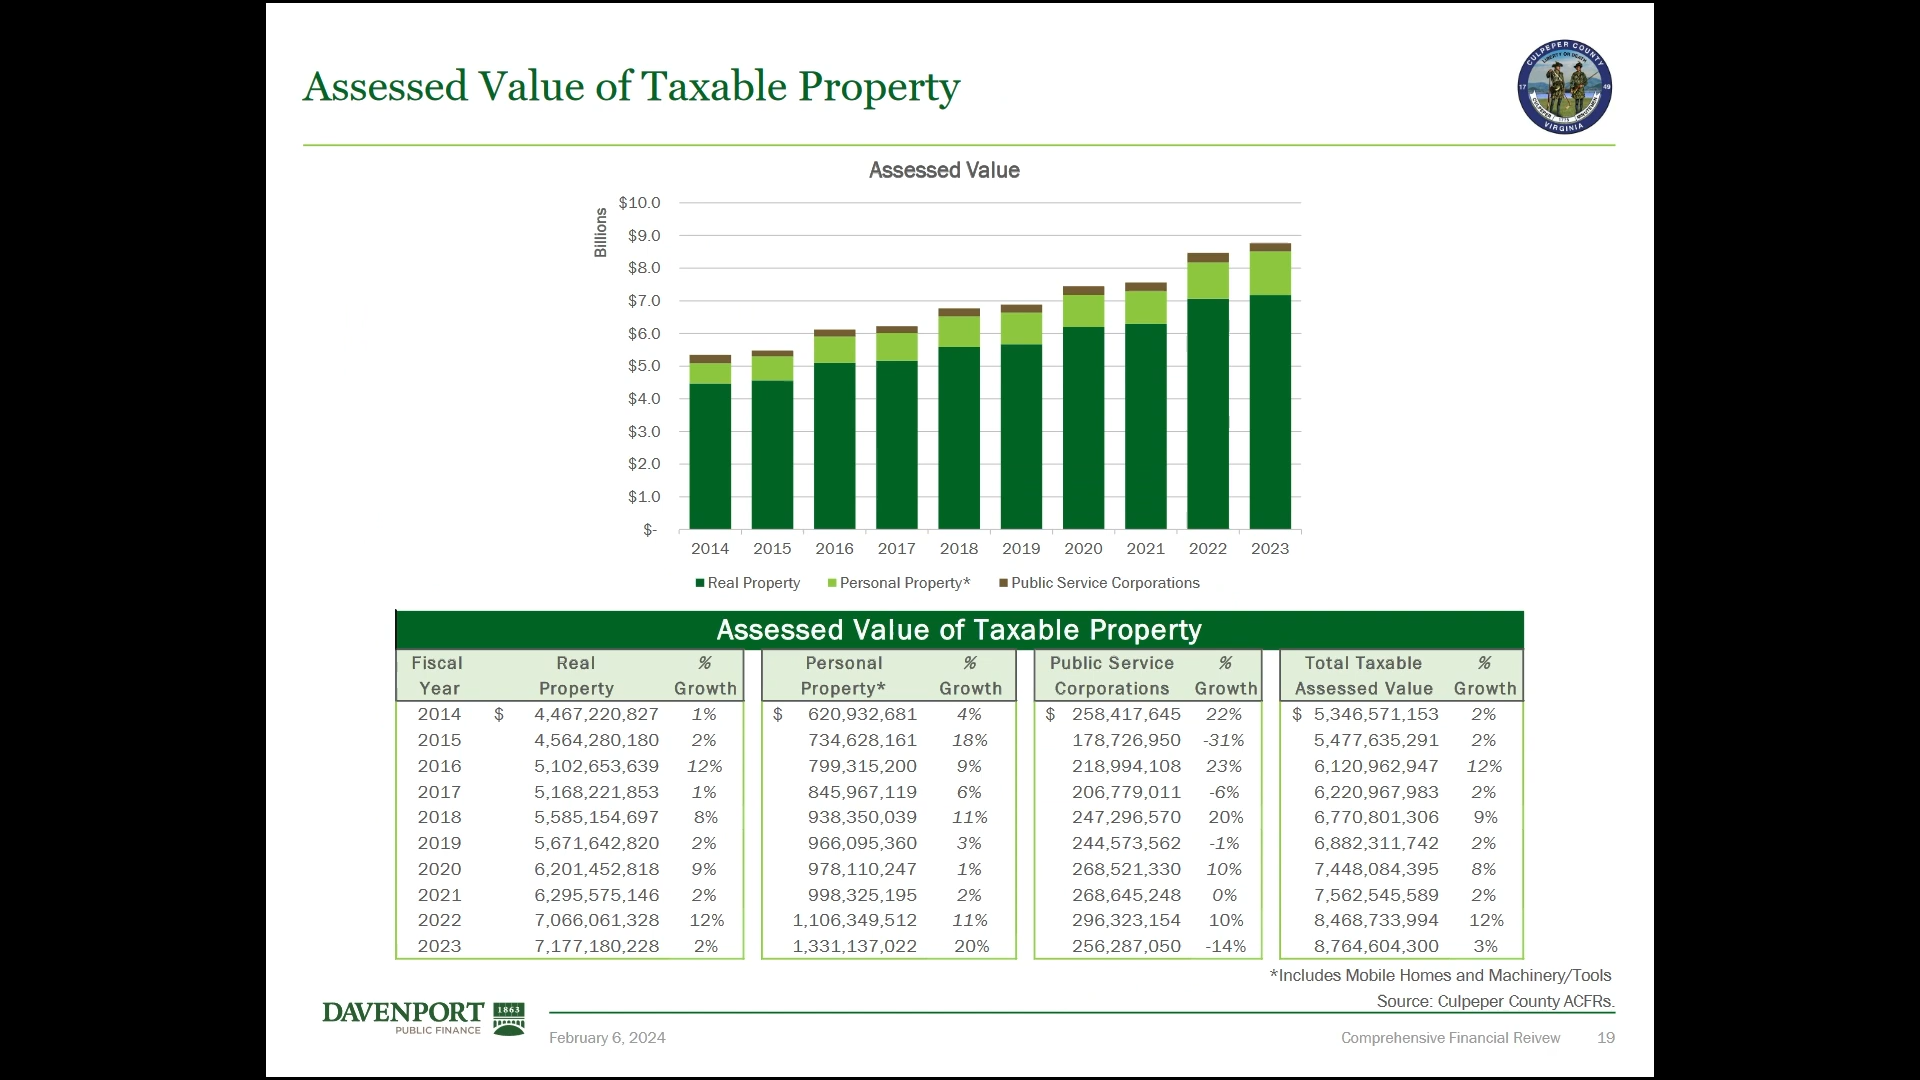 Assessed Value of Taxable Property
CULPEPER COUNTY
LIBERTY OR DEATH
17 49
VIRGINIA
Assessed Value
Billions
$10.0
$9.0
$8.0
$7.0
$6.0
$5.0
$4.0
$3.0
$2.0
$1.0
$-
2014 2015 2016 2017 2018 2019 2020 2021 2022 2023
Real Property Personal Property* Public Service Corporations
Assessed Value of Taxable Property
Fiscal Real % Personal % Public Service % Total Taxable %
Year Property Growth Property* Growth Corporations Growth Assessed Value Growth
2014 $ 4,467,220,827 1% $ 620,932,681 4% $ 258,417,645 22% $ 5,346,571,153 2%
2015 4,564,280,180 2% 734,628,161 18% 178,726,950 -31% 5,477,635,291 2%
2016 5,102,653,639 12% 799,315,200 9% 218,994,108 23% 6,120,962,947 12%
2017 5,168,221,853 1% 845,967,119 6% 206,779,011 -6% 6,220,967,983 2%
2018 5,585,154,697 8% 938,350,039 11% 247,296,570 20% 6,770,801,306 9%
2019 5,671,642,820 2% 966,095,360 3% 244,573,562 -1% 6,882,311,742 2%
2020 6,201,452,818 9% 978,110,247 1% 268,521,330 10% 7,448,084,395 8%
2021 6,295,575,146 2% 998,325,195 2% 268,645,248 0% 7,562,545,589 2%
2022 7,066,061,328 12% 1,106,349,512 11% 296,323,154 10% 8,468,733,994 12%
2023 7,177,180,228 2% 1,331,137,022 20% 256,287,050 -14% 8,764,604,300 3%
*Includes Mobile Homes and Machinery/Tools
Source: Culpeper County ACFRs.
DAVENPORT 1863
PUBLIC FINANCE
February 6, 2024 Comprehensive Financial Reivew 19